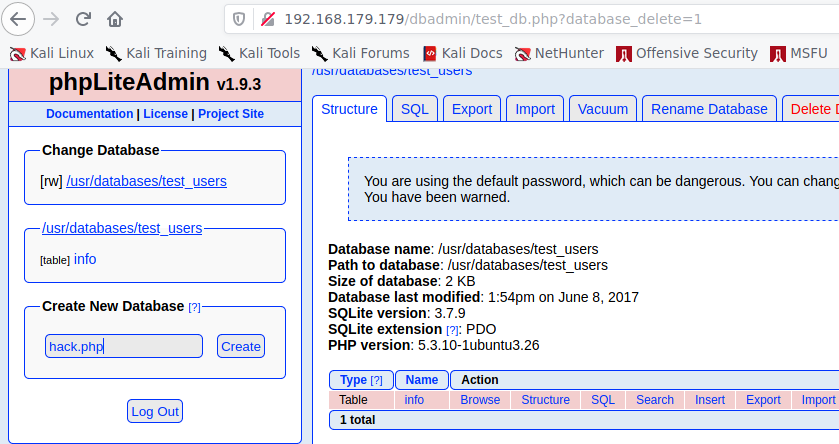 192.168.179.179/dbadmin/test_db.php?database_delete=1
Kali Linux Kali Training Kali Tools Kali Forums Kali Docs NetHunter Offensive Security MSFU
phpLiteAdmin v1.9.3
Documentation | License | Project Site
Change Database
[rw] /usr/databases/test_users
/usr/databases/test_users
[table] info
Create New Database [?]
hack.php Create
Log Out
/usr/databases/test_users
Structure SQL Export Import Vacuum Rename Database Delete D
You are using the default password, which can be dangerous. You can chang
You have been warned.
Database name: /usr/databases/test_users
Path to database: /usr/databases/test_users
Size of database: 2 KB
Database last modified: 1:54pm on June 8, 2017
SQLite version: 3.7.9
SQLite extension [?]: PDO
PHP version: 5.3.10-1ubuntu3.26
Type [?] Name Action
Table info Browse Structure SQL Search Insert Export Import
1 total